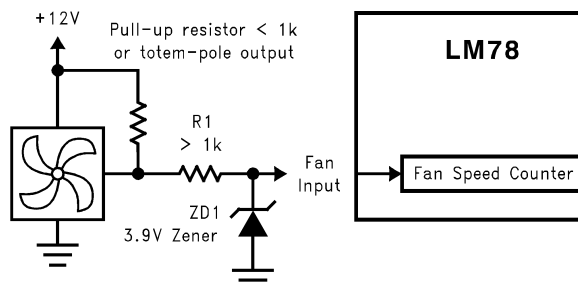 +12V
Pull-up resistor < 1k
or totem-pole output
LM78
R1
> 1k
Fan
Input
Fan Speed Counter
ZD1
3.9V Zener